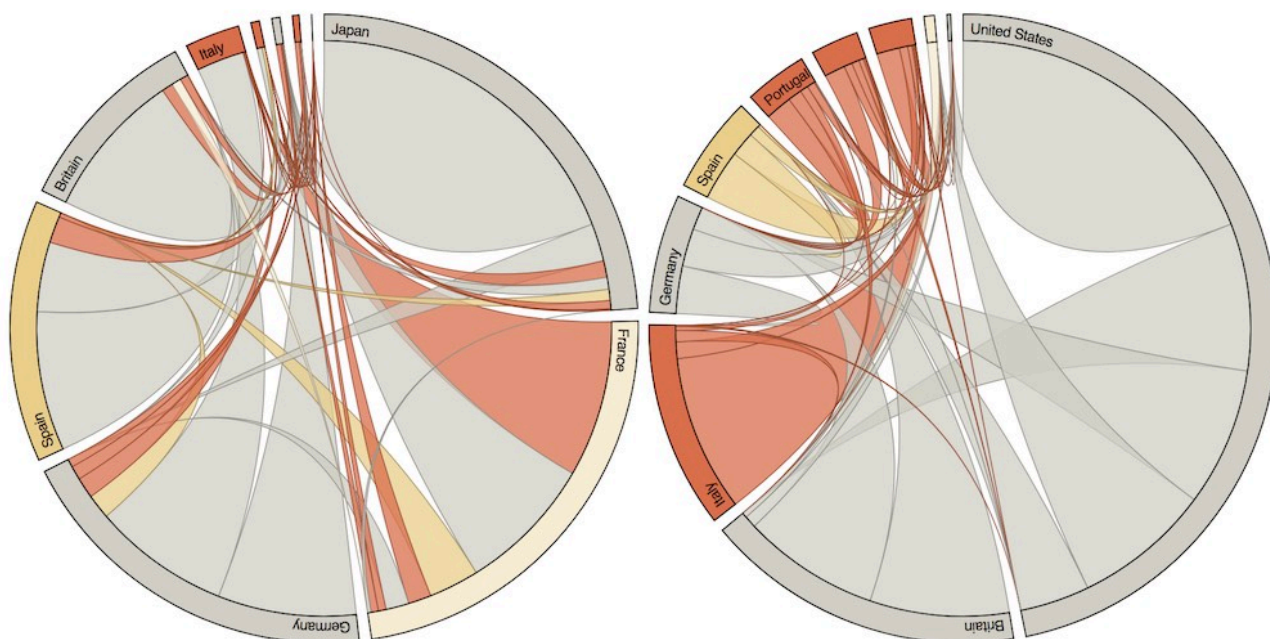 Japan
France
Germany
Spain
Britain
Italy
United States
Britain
Italy
Germany
Spain
Portugal